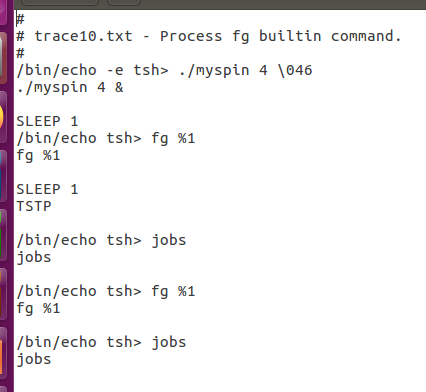 #
# trace10.txt - Process fg builtin command.
#
/bin/echo -e tsh> ./myspin 4 \046
./myspin 4 &
SLEEP 1
/bin/echo tsh> fg %1
fg %1
SLEEP 1
TSTP
/bin/echo tsh> jobs
jobs
/bin/echo tsh> fg %1
fg %1
/bin/echo tsh> jobs
jobs